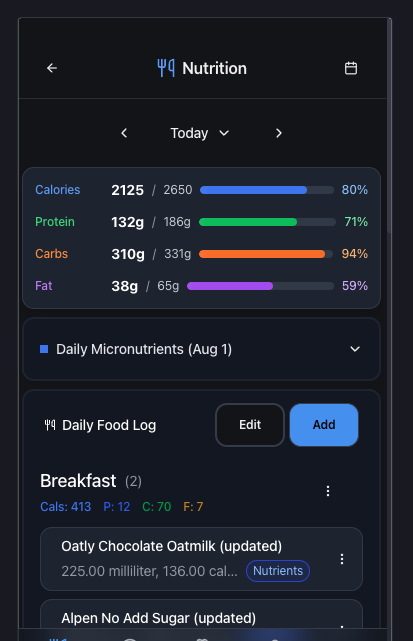 Nutrition
Today
Calories 2125 / 2650 80%
Protein 132g / 186g 71%
Carbs 310g / 331g 94%
Fat 38g / 65g 59%
Daily Micronutrients (Aug 1)
Daily Food Log Edit Add
Breakfast (2)
Cals: 413 P: 12 C: 70 F: 7
Oatly Chocolate Oatmilk (updated)
225.00 milliliter, 136.00 cal... Nutrients
Alpen No Add Sugar (updated)